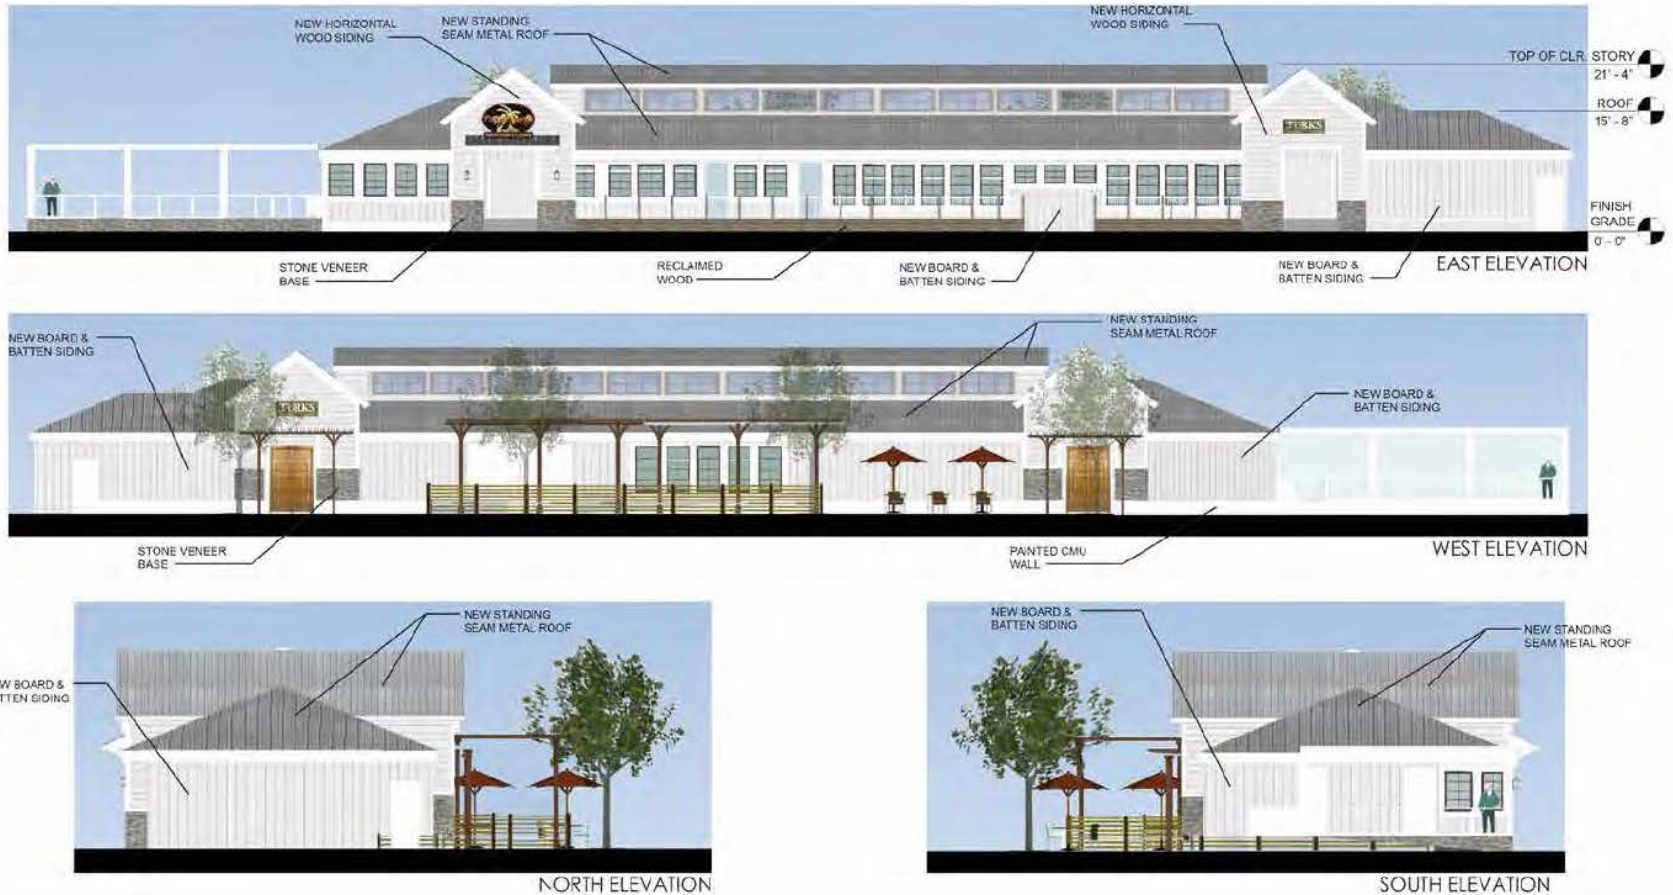 NEW HORIZONTAL
WOOD SIDING
NEW STANDING
SEAM METAL ROOF
NEW HORIZONTAL
WOOD SIDING
TOP OF CLR. STORY
21' - 4"
ROOF
15' - 8"
TURKS
FINISH
GRADE
0' - 0"
STONE VENEER
BASE
RECLAIMED
WOOD
NEW BOARD &
BATTEN SIDING
NEW BOARD &
BATTEN SIDING
EAST ELEVATION
NEW BOARD &
BATTEN SIDING
NEW STANDING
SEAM METAL ROOF
NEW BOARD &
BATTEN SIDING
TURKS
STONE VENEER
BASE
PAINTED CMU
WALL
WEST ELEVATION
NEW STANDING
SEAM METAL ROOF
W BOARD &
TTEN SIDING
NORTH ELEVATION
NEW BOARD &
BATTEN SIDING
NEW STANDING
SEAM METAL ROOF
SOUTH ELEVATION